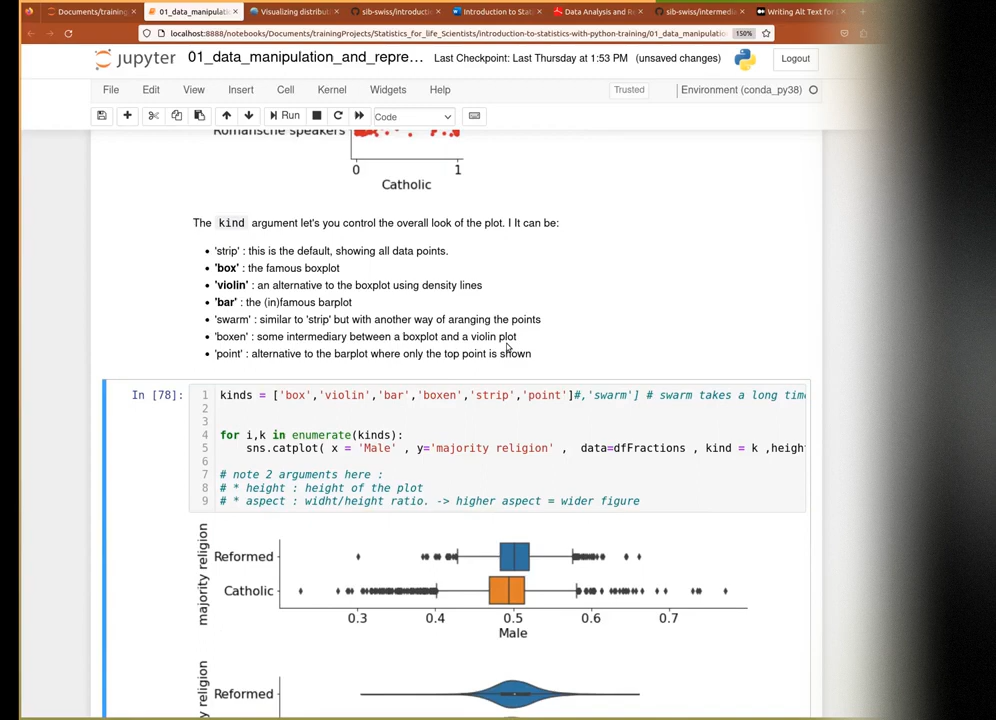 Documents/training
01_data_manipulati
Visualizing distribut
sib-swiss/introductic
Introduction to Stat
Data Analysis and R
sib-swiss/intermedi
Writing Alt Text for
localhost:8888/notebooks/Documents/trainingProjects/Statistics_for_life_Scientists/introduction-to-statistics-with-python-training/01_data_manipulation
150%
jupyter 01_data_manipulation_and_repre... Last Checkpoint: Last Thursday at 1:53 PM (unsaved changes) Logout
File Edit View Insert Cell Kernel Widgets Help Trusted Environment (conda_py38)
Run Code
Romansche speakers
0 1
Catholic
The kind argument let's you control the overall look of the plot. I It can be:
• 'strip' : this is the default, showing all data points.
• 'box' : the famous boxplot
• 'violin' : an alternative to the boxplot using density lines
• 'bar' : the (in)famous barplot
• 'swarm' : similar to 'strip' but with another way of aranging the points
• 'boxen' : some intermediary between a boxplot and a violin plot
• 'point' : alternative to the barplot where only the top point is shown
In [78]:
1 kinds = ['box','violin','bar','boxen','strip','point']#,'swarm'] # swarm takes a long time
2
3
4 for i,k in enumerate(kinds):
5 sns.catplot( x = 'Male' , y='majority religion' , data=dfFractions , kind = k ,height
6
7 # note 2 arguments here :
8 # * height : height of the plot
9 # * aspect : widht/height ratio. -> higher aspect = wider figure
majority religion
Reformed
Catholic
0.3 0.4 0.5 0.6 0.7
Male
religion
Reformed